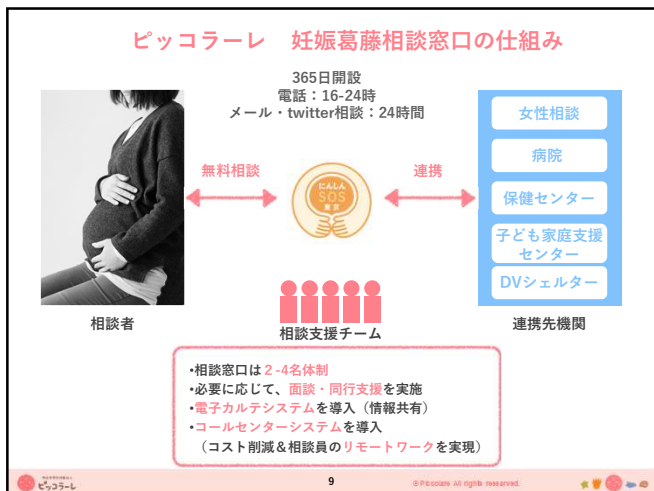 ピッコラーレ 妊娠葛藤相談窓口の仕組み
365日開設
電話：16-24時
メール・twitter相談：24時間
無料相談
にんしん
SOS
東京
連携
女性相談
病院
保健センター
子ども家庭支援
センター
DVシェルター
相談者
相談支援チーム
連携先機関
•相談窓口は２-4名体制
•必要に応じて、面談・同行支援を実施
•電子カルテシステムを導入（情報共有）
•コールセンターシステムを導入
（コスト削減＆相談員のリモートワークを実現）
ピッコラーレ
9
©Piccolare All rights reserved.